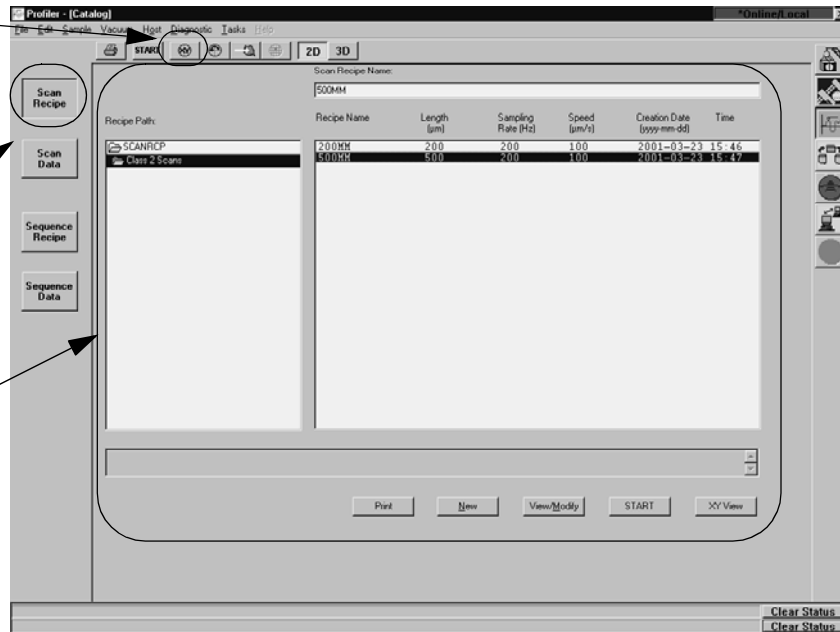 Profiler - [Catalog]
*Online/Local
File Edit Sample Vacuum Host Diagnostic Tasks Help
START 2D 3D
Scan Recipe Name:
500MM
Scan
Recipe
Scan
Data
Sequence
Recipe
Sequence
Data
Recipe Path:
SCANRCP
Class 2 Scans
Recipe Name Length (µm) Sampling Rate (Hz) Speed (µm/s) Creation Date (yyyy-mm-dd) Time
200MM 200 200 100 2001-03-23 15:46
500MM 500 200 100 2001-03-23 15:47
Print New View/Modify START XY View
Clear Status
Clear Status